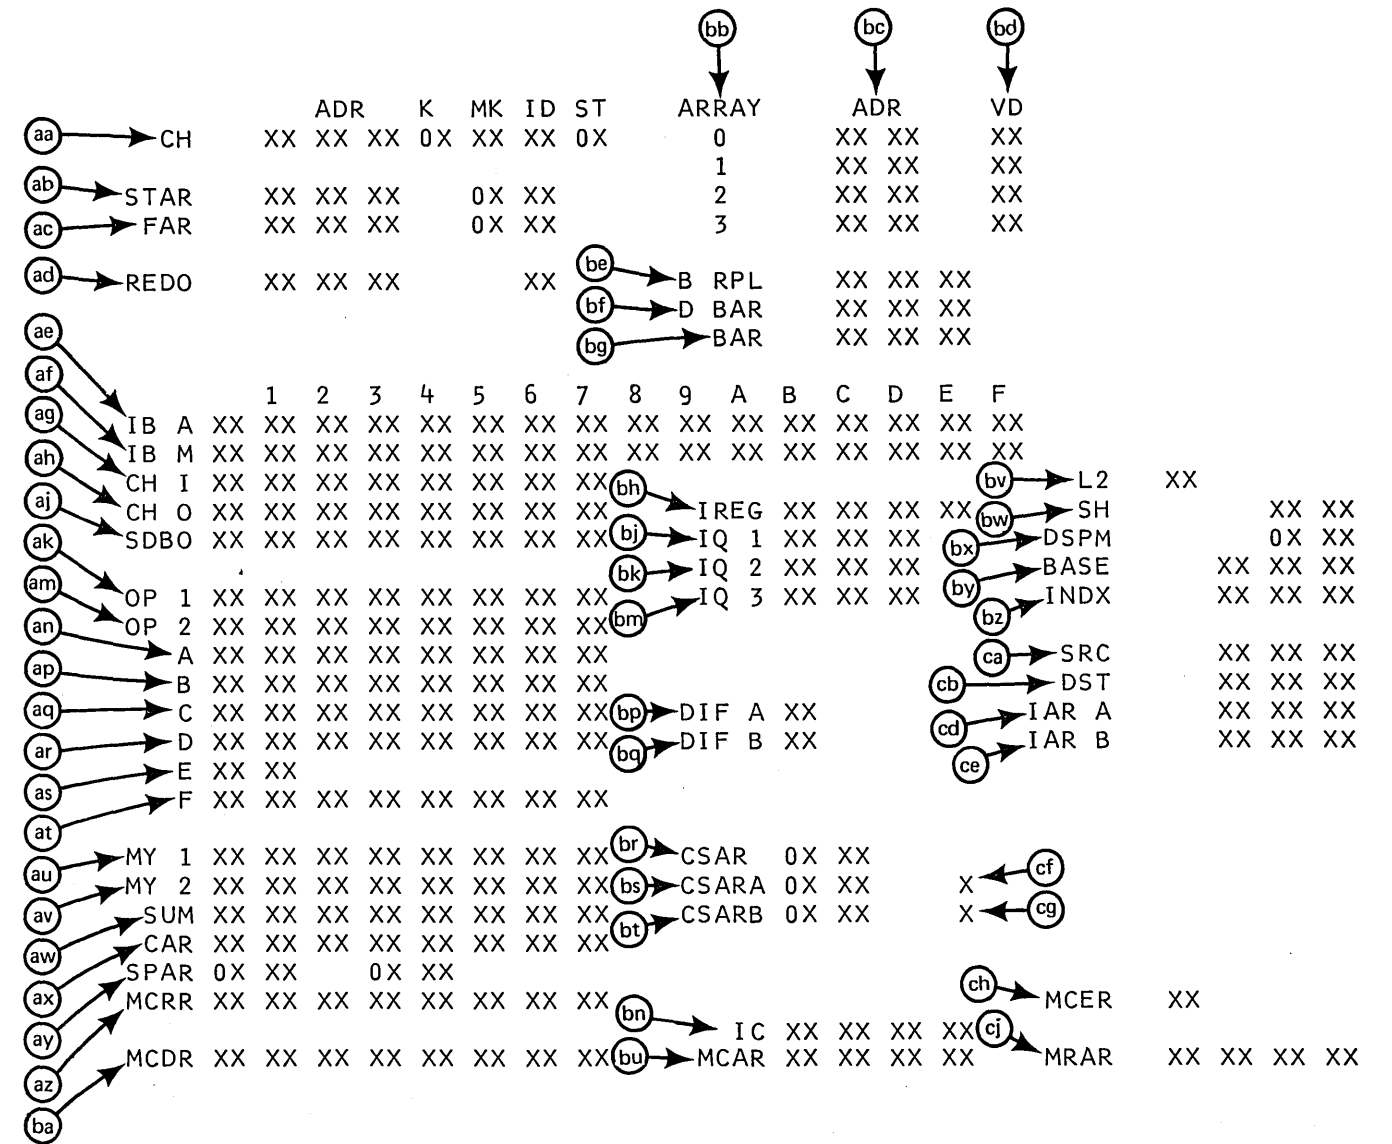 bb bc bd
ADR K MK ID ST ARRAY ADR VD
aa CH XX XX XX 0X XX XX 0X 0 XX XX XX
1 XX XX XX
ab STAR XX XX XX 0X XX 2 XX XX XX
ac FAR XX XX XX 0X XX 3 XX XX XX
ad REDO XX XX XX XX be B RPL XX XX XX
bf D BAR XX XX XX
bg BAR XX XX XX
1 2 3 4 5 6 7 8 9 A B C D E F
ae IB A XX XX XX XX XX XX XX XX XX XX XX XX XX XX XX XX
af IB M XX XX XX XX XX XX XX XX XX XX XX XX XX XX XX XX
ag CH I XX XX XX XX XX XX XX XX bv L2 XX
ah CH O XX XX XX XX XX XX XX XX bh IREG XX XX XX XX bw SH XX XX
aj SDBO XX XX XX XX XX XX XX XX bj IQ 1 XX XX XX bx DSPM 0X XX
bk IQ 2 XX XX XX by BASE XX XX XX
ak OP 1 XX XX XX XX XX XX XX XX bm IQ 3 XX XX XX bz INDX XX XX XX
am OP 2 XX XX XX XX XX XX XX XX
an A XX XX XX XX XX XX XX XX ca SRC XX XX XX
ap B XX XX XX XX XX XX XX XX cb DST XX XX XX
aq C XX XX XX XX XX XX XX XX bp DIF A XX cd IAR A XX XX XX
ar D XX XX XX XX XX XX XX XX bq DIF B XX ce IAR B XX XX XX
as E XX XX
at F XX XX XX XX XX XX XX XX
au MY 1 XX XX XX XX XX XX XX XX br CSAR 0X XX
av MY 2 XX XX XX XX XX XX XX XX bs CSARA 0X XX X cf
aw SUM XX XX XX XX XX XX XX XX bt CSARB 0X XX X cg
ax CAR XX XX XX XX XX XX XX XX
ay SPAR 0X XX 0X XX
az MCRR XX XX XX XX XX XX XX XX ch MCER XX
bn IC XX XX XX XX
ba MCDR XX XX XX XX XX XX XX XX bu MCAR XX XX XX XX cj MRAR XX XX XX XX